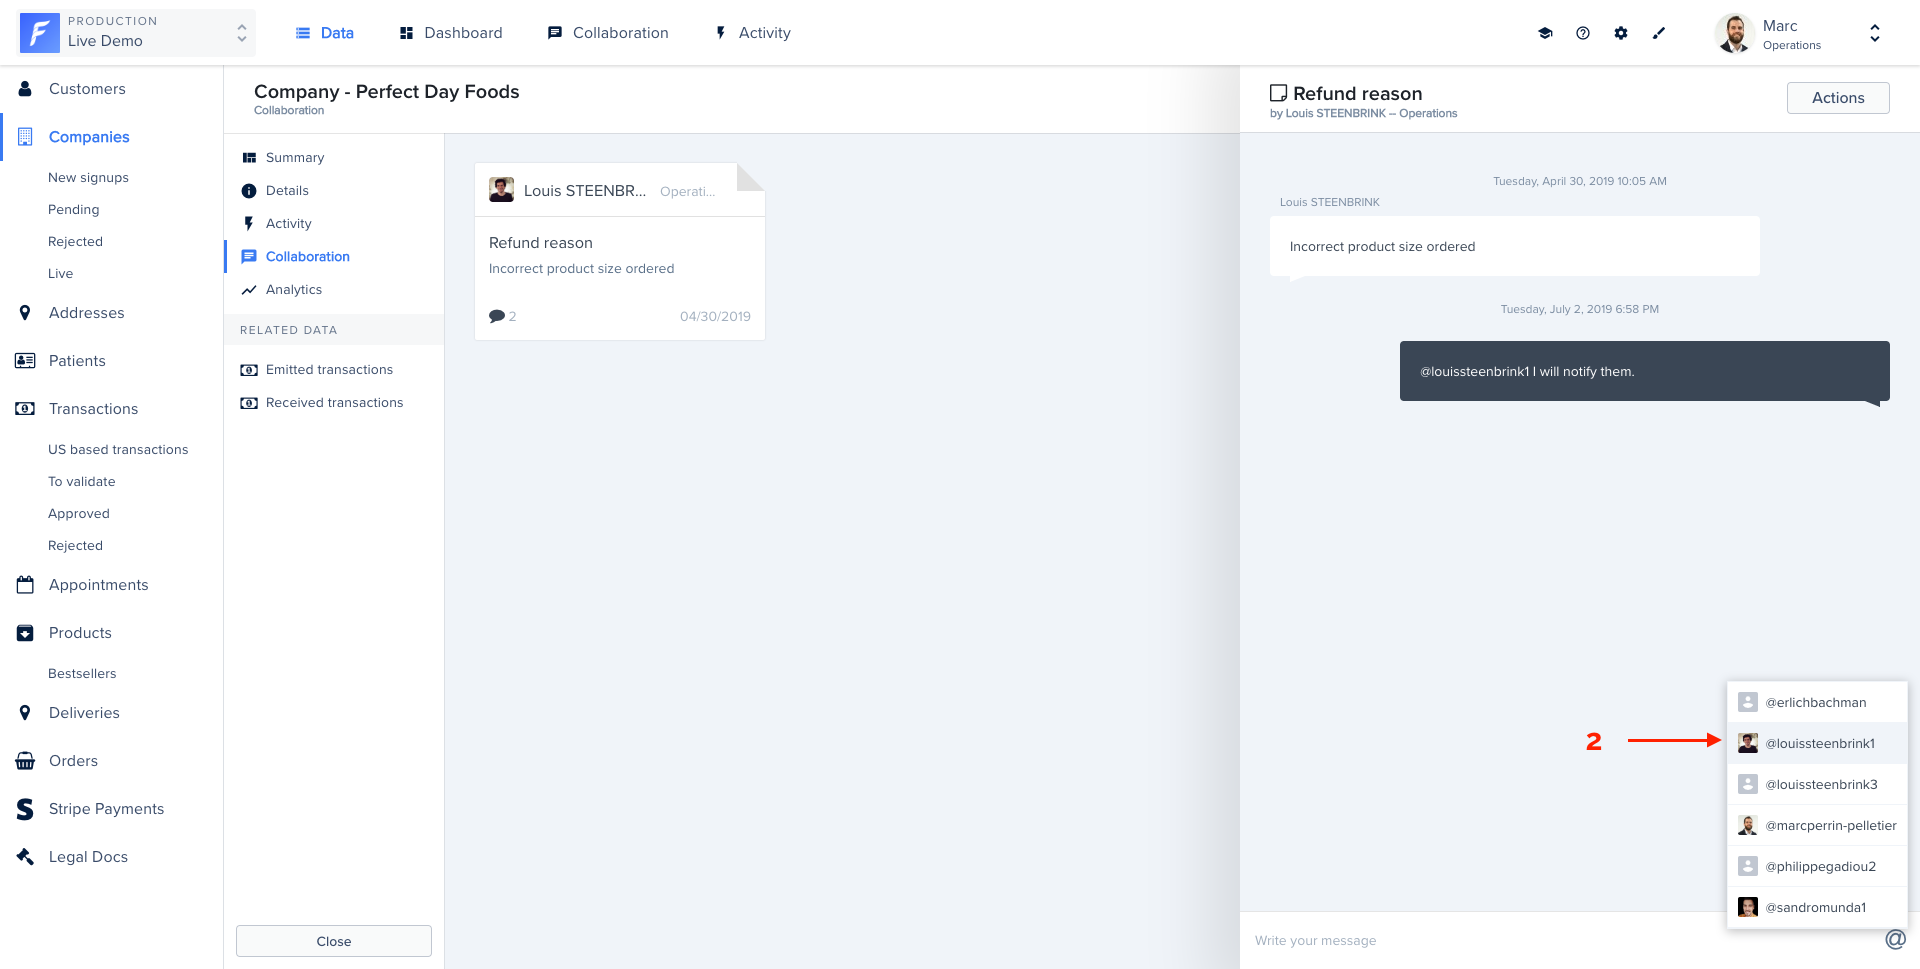 PRODUCTION
Live Demo
Data
Dashboard
Collaboration
Activity
Marc
Operations
Customers
Companies
New signups
Pending
Rejected
Live
Addresses
Patients
Transactions
US based transactions
To validate
Approved
Rejected
Appointments
Products
Bestsellers
Deliveries
Orders
Stripe Payments
Legal Docs
Company - Perfect Day Foods
Collaboration
Summary
Details
Activity
Collaboration
Analytics
RELATED DATA
Emitted transactions
Received transactions
Close
Louis STEENBR... Operati...
Refund reason
Incorrect product size ordered
2
04/30/2019
Refund reason
by Louis STEENBRINK – Operations
Actions
Tuesday, April 30, 2019 10:05 AM
Louis STEENBRINK
Incorrect product size ordered
Tuesday, July 2, 2019 6:58 PM
@louissteenbrink1 I will notify them.
2
@erlichbachman
@louissteenbrink1
@louissteenbrink3
@marcperrin-pelletier
@philippegadiou2
@sandromunda1
Write your message
@